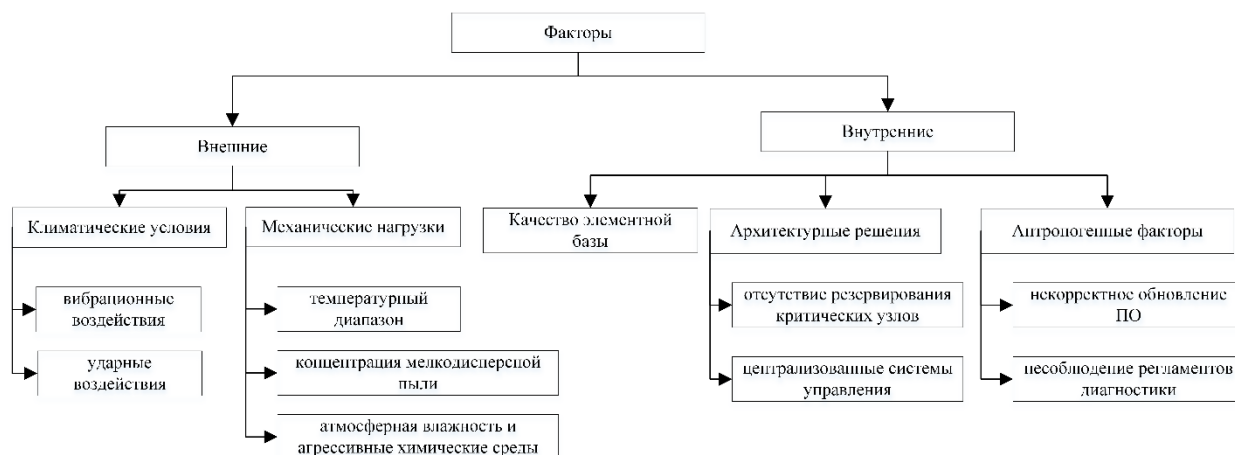 Факторы
Внешние
Внутренние
Климатические условия
Механические нагрузки
Качество элементной
базы
Архитектурные решения
Антропогенные факторы
вибрационные
воздействия
ударные
воздействия
температурный
диапазон
концентрация мелкодисперсной
пыли
атмосферная влажность и
агрессивные химические среды
отсутствие резервирования
критических узлов
централизованные системы
управления
некорректное обновление
ПО
несоблюдение регламентов
диагностики